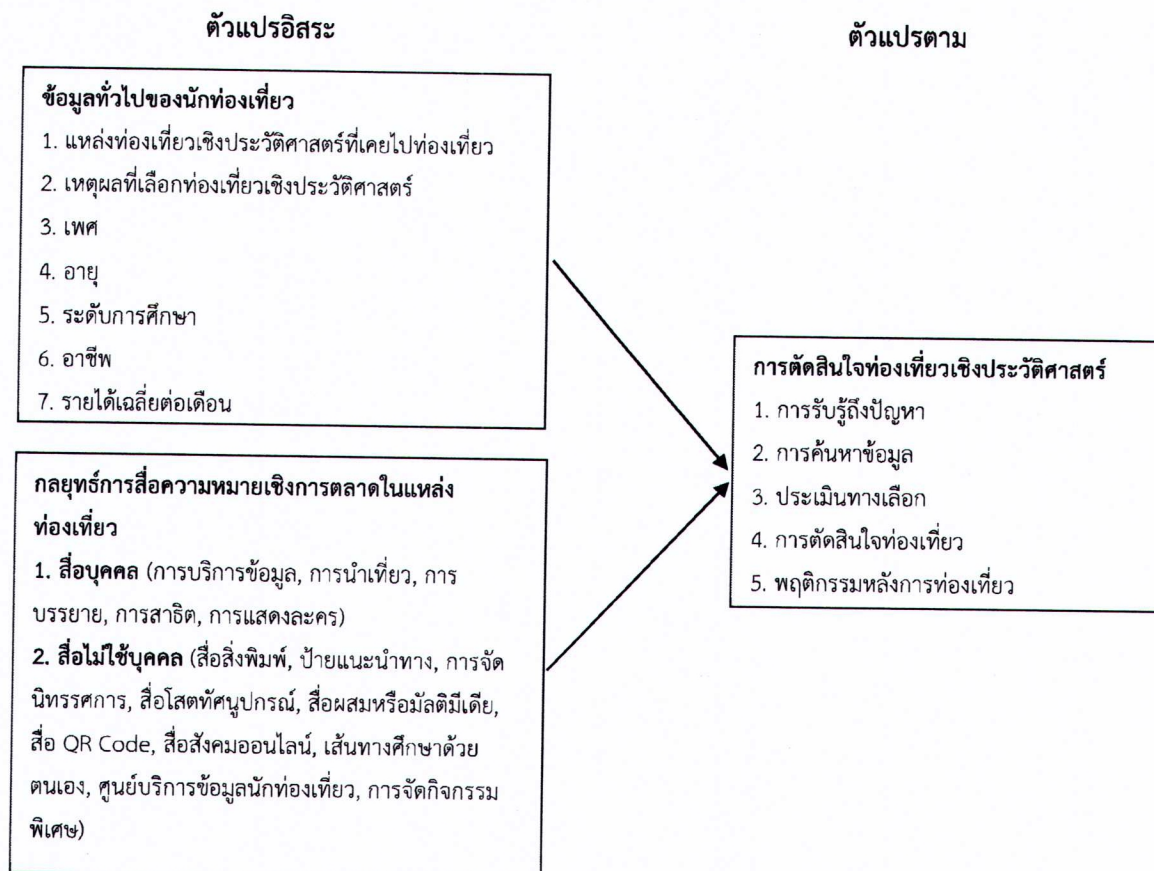 ตัวแปรอิสระ
ตัวแปรตาม
ข้อมูลทั่วไปของนักท่องเที่ยว
1. แหล่งท่องเที่ยวเชิงประวัติศาสตร์ที่เคยไปท่องเที่ยว
2. เหตุผลที่เลือกท่องเที่ยวเชิงประวัติศาสตร์
3. เพศ
4. อายุ
5. ระดับการศึกษา
6. อาชีพ
7. รายได้เฉลี่ยต่อเดือน
กลยุทธ์การสื่อความหมายเชิงการตลาดในแหล่ง
ท่องเที่ยว
1. สื่อบุคคล (การบริการข้อมูล, การนำเที่ยว, การ
บรรยาย, การสาธิต, การแสดงละคร)
2. สื่อไม่ใช้บุคคล (สื่อสิ่งพิมพ์, ป้ายแนะนำทาง, การจัด
นิทรรศการ, สื่อโสตทัศนูปกรณ์, สื่อผสมหรือมัลติมีเดีย,
สื่อ QR Code, สื่อสังคมออนไลน์, เส้นทางศึกษาด้วย
ตนเอง, ศูนย์บริการข้อมูลนักท่องเที่ยว, การจัดกิจกรรม
พิเศษ)
การตัดสินใจท่องเที่ยวเชิงประวัติศาสตร์
1. การรับรู้ถึงปัญหา
2. การค้นหาข้อมูล
3. ประเมินทางเลือก
4. การตัดสินใจท่องเที่ยว
5. พฤติกรรมหลังการท่องเที่ยว